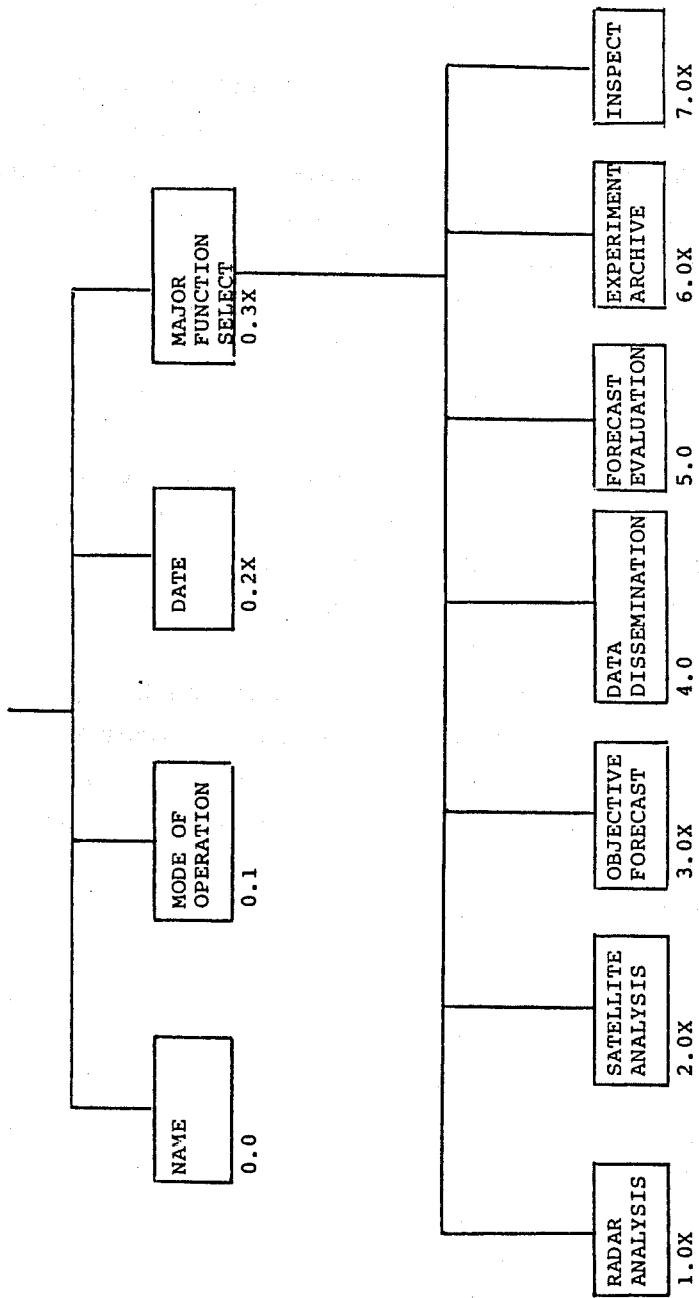 NAME
0.0
MODE OF
OPERATION
0.1
DATE
0.2X
MAJOR
FUNCTION
SELECT
0.3X
RADAR
ANALYSIS
1.0X
SATELLITE
ANALYSIS
2.0X
OBJECTIVE
FORECAST
3.0X
DATA
DISSEMINATION
4.0
FORECAST
EVALUATION
5.0
EXPERIMENT
ARCHIVE
6.0X
INSPECT
7.0X